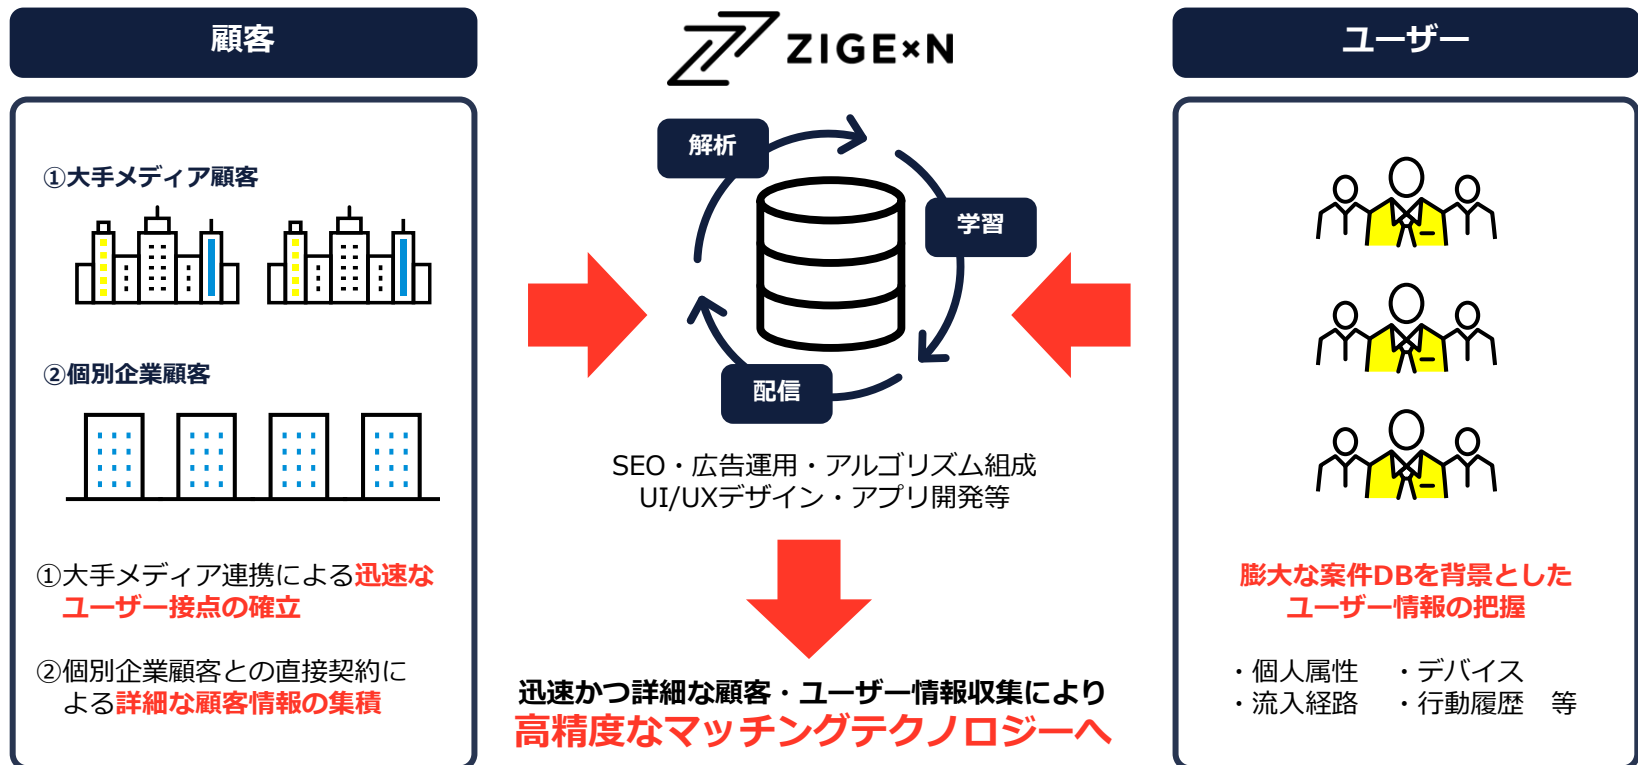 顧客
①大手メディア顧客
②個別企業顧客
①大手メディア連携による迅速な
ユーザー接点の確立
②個別企業顧客との直接契約に
よる詳細な顧客情報の集積
ZIGE×N
解析
学習
配信
SEO・広告運用・アルゴリズム組成
UI/UXデザイン・アプリ開発等
迅速かつ詳細な顧客・ユーザー情報収集により
高精度なマッチングテクノロジーへ
ユーザー
膨大な案件DBを背景とした
ユーザー情報の把握
・個人属性　・デバイス
・流入経路　・行動履歴　等